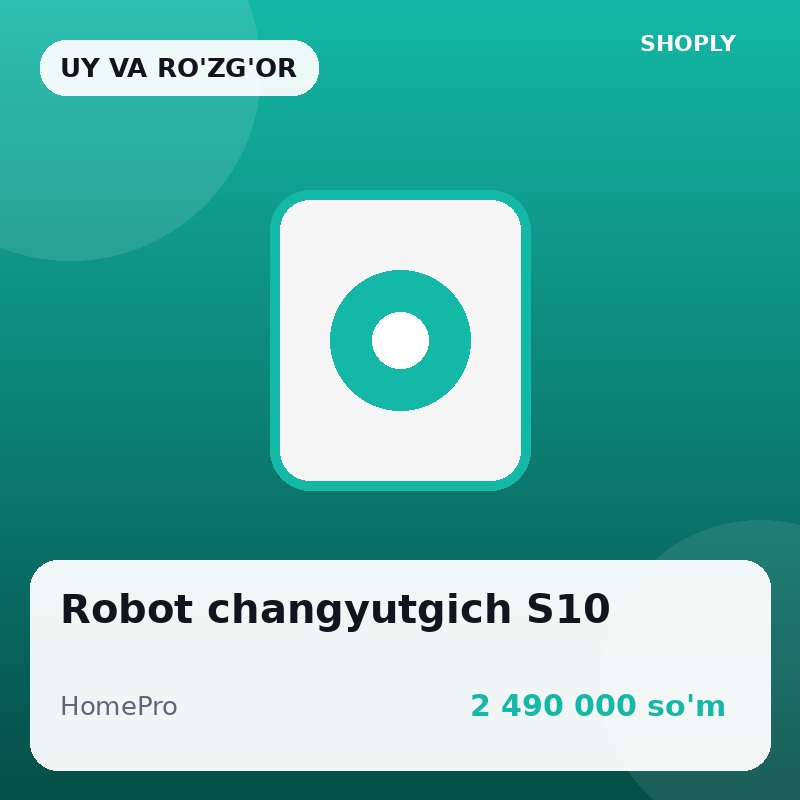 UY VA RO'ZG'OR
SHOPLY
Robot changyutgich S10
HomePro
2 490 000 so'm